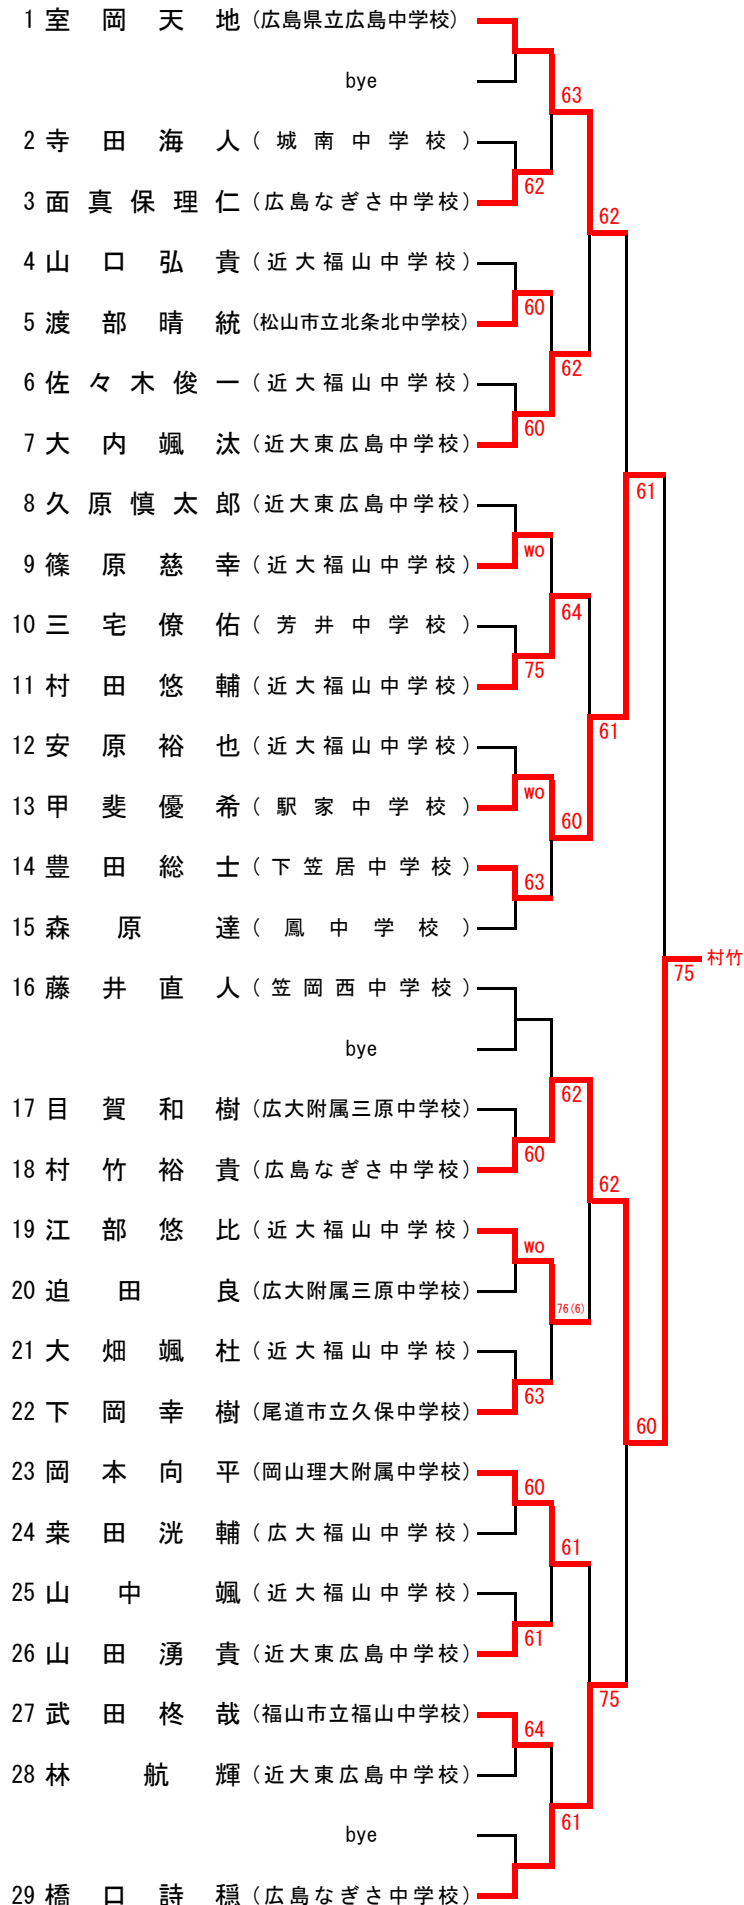 1 室岡天地 (広島県立広島中学校)
bye
63
2 寺田海人 (城南中学校)
62
3 面真保理仁 (広島なぎさ中学校)
62
4 山口弘貴 (近大福山中学校)
60
5 渡部晴統 (松山市立北条北中学校)
62
6 佐々木俊一 (近大福山中学校)
60
7 大内颯汰 (近大東広島中学校)
61
8 久原慎太郎 (近大東広島中学校)
wo
9 篠原慈幸 (近大福山中学校)
64
10 三宅僚佑 (芳井中学校)
75
11 村田悠輔 (近大福山中学校)
61
12 安原裕也 (近大福山中学校)
wo
13 甲斐優希 (駅家中学校)
60
14 豊田総士 (下笠居中学校)
63
15 森原達 (鳳中学校)
村竹
75
16 藤井直人 (笠岡西中学校)
bye
62
17 目賀和樹 (広大附属三原中学校)
60
18 村竹裕貴 (広島なぎさ中学校)
62
19 江部悠比 (近大福山中学校)
wo
20 迫田良 (広大附属三原中学校)
76(6)
21 大畑颯杜 (近大福山中学校)
63
22 下岡幸樹 (尾道市立久保中学校)
60
23 岡本向平 (岡山理大附属中学校)
60
24 桒田洸輔 (広大福山中学校)
61
25 山中颯 (近大福山中学校)
61
26 山田湧貴 (近大東広島中学校)
75
27 武田柊哉 (福山市立福山中学校)
64
28 林航輝 (近大東広島中学校)
61
bye
29 橋口詩穏 (広島なぎさ中学校)